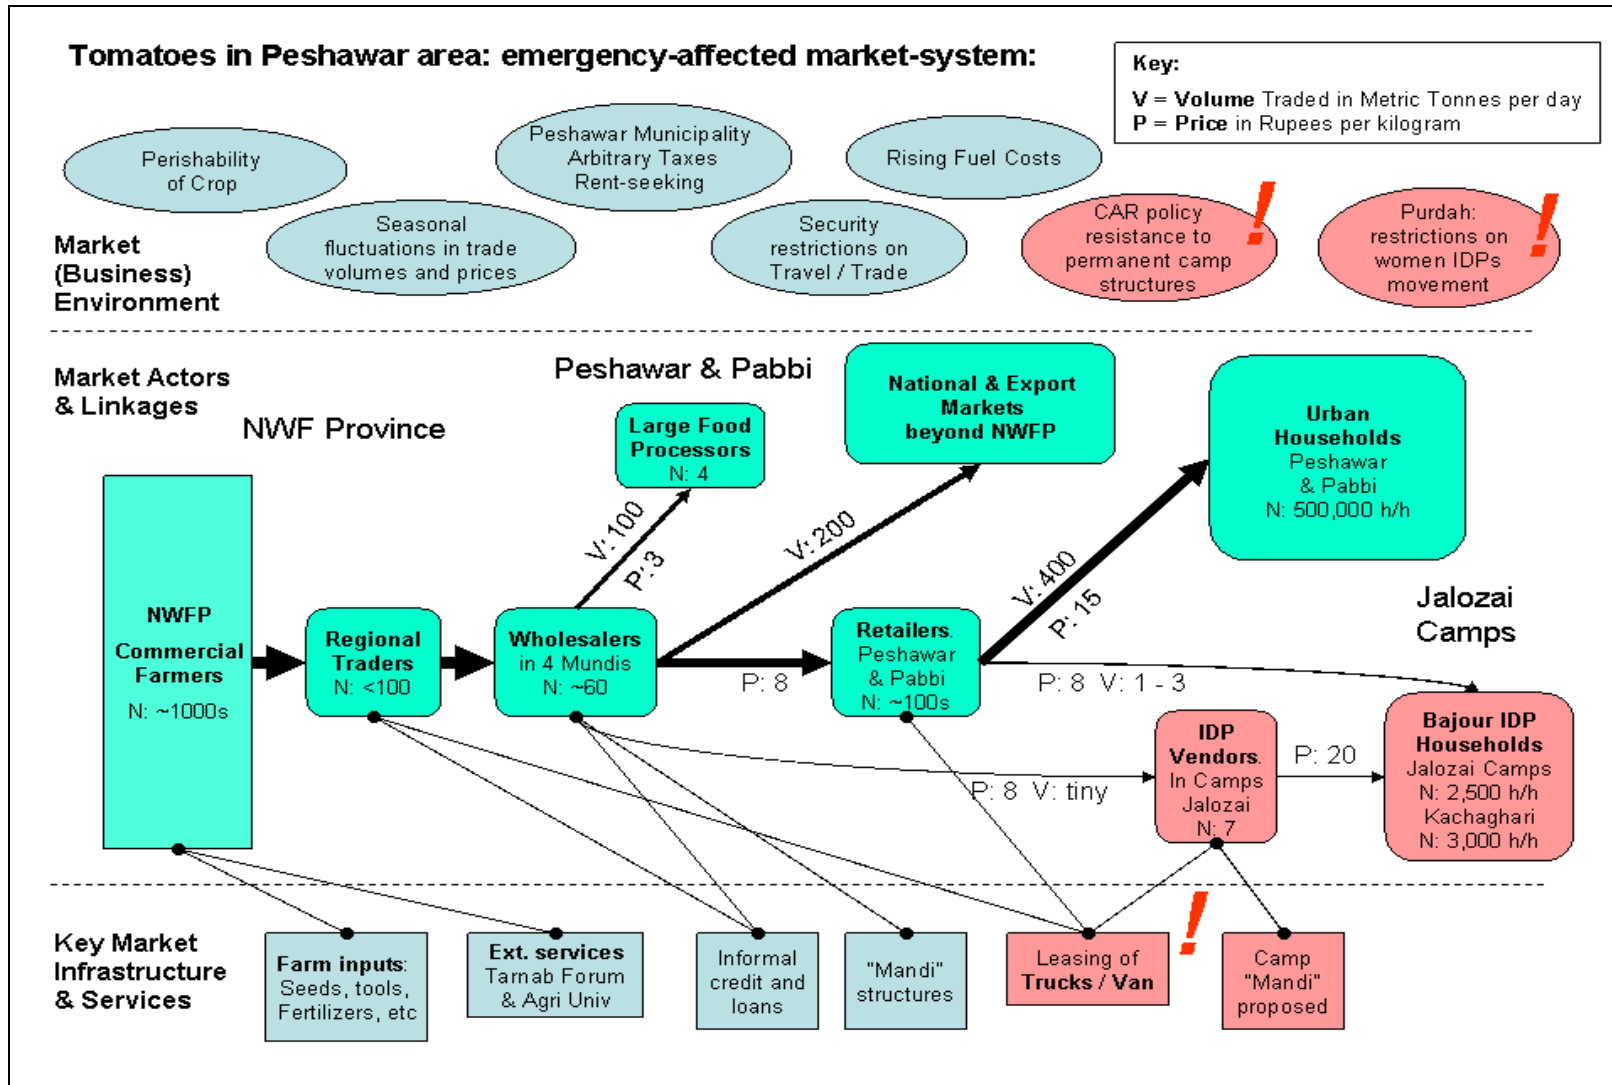 Tomatoes in Peshawar area: emergency-affected market-system:
Key:
V = Volume Traded in Metric Tonnes per day
P = Price in Rupees per kilogram
Perishability
of Crop
Peshawar Municipality
Arbitrary Taxes
Rent-seeking
Rising Fuel Costs
Seasonal
fluctuations in trade
volumes and prices
Security
restrictions on
Travel / Trade
CAR policy
resistance to
permanent camp
structures
!
Purdah:
restrictions on
women IDPs
movement
!
Market
(Business)
Environment
Market Actors
& Linkages
NWF Province
Peshawar & Pabbi
Jalozai
Camps
Large Food
Processors
N: 4
National & Export
Markets
beyond NWFP
Urban
Households
Peshawar
& Pabbi
N: 500,000 h/h
V: 100
P: 3
V: 200
V: 400
P: 15
NWFP
Commercial
Farmers
N: ~1000s
Regional
Traders
N: <100
Wholesalers
in 4 Mundis
N: ~60
P: 8
Retailers.
Peshawar
& Pabbi
N: ~100s
P: 8 V: 1 - 3
P: 8 V: tiny
IDP
Vendors.
In Camps
Jalozai
N: 7
P: 20
Bajour IDP
Households
Jalozai Camps
N: 2,500 h/h
Kachaghari
N: 3,000 h/h
Key Market
Infrastructure
& Services
Farm inputs:
Seeds, tools,
Fertilizers, etc
Ext. services
Tarnab Forum
& Agri Univ
Informal
credit and
loans
"Mandi"
structures
Leasing of
Trucks / Van
!
Camp
"Mandi"
proposed